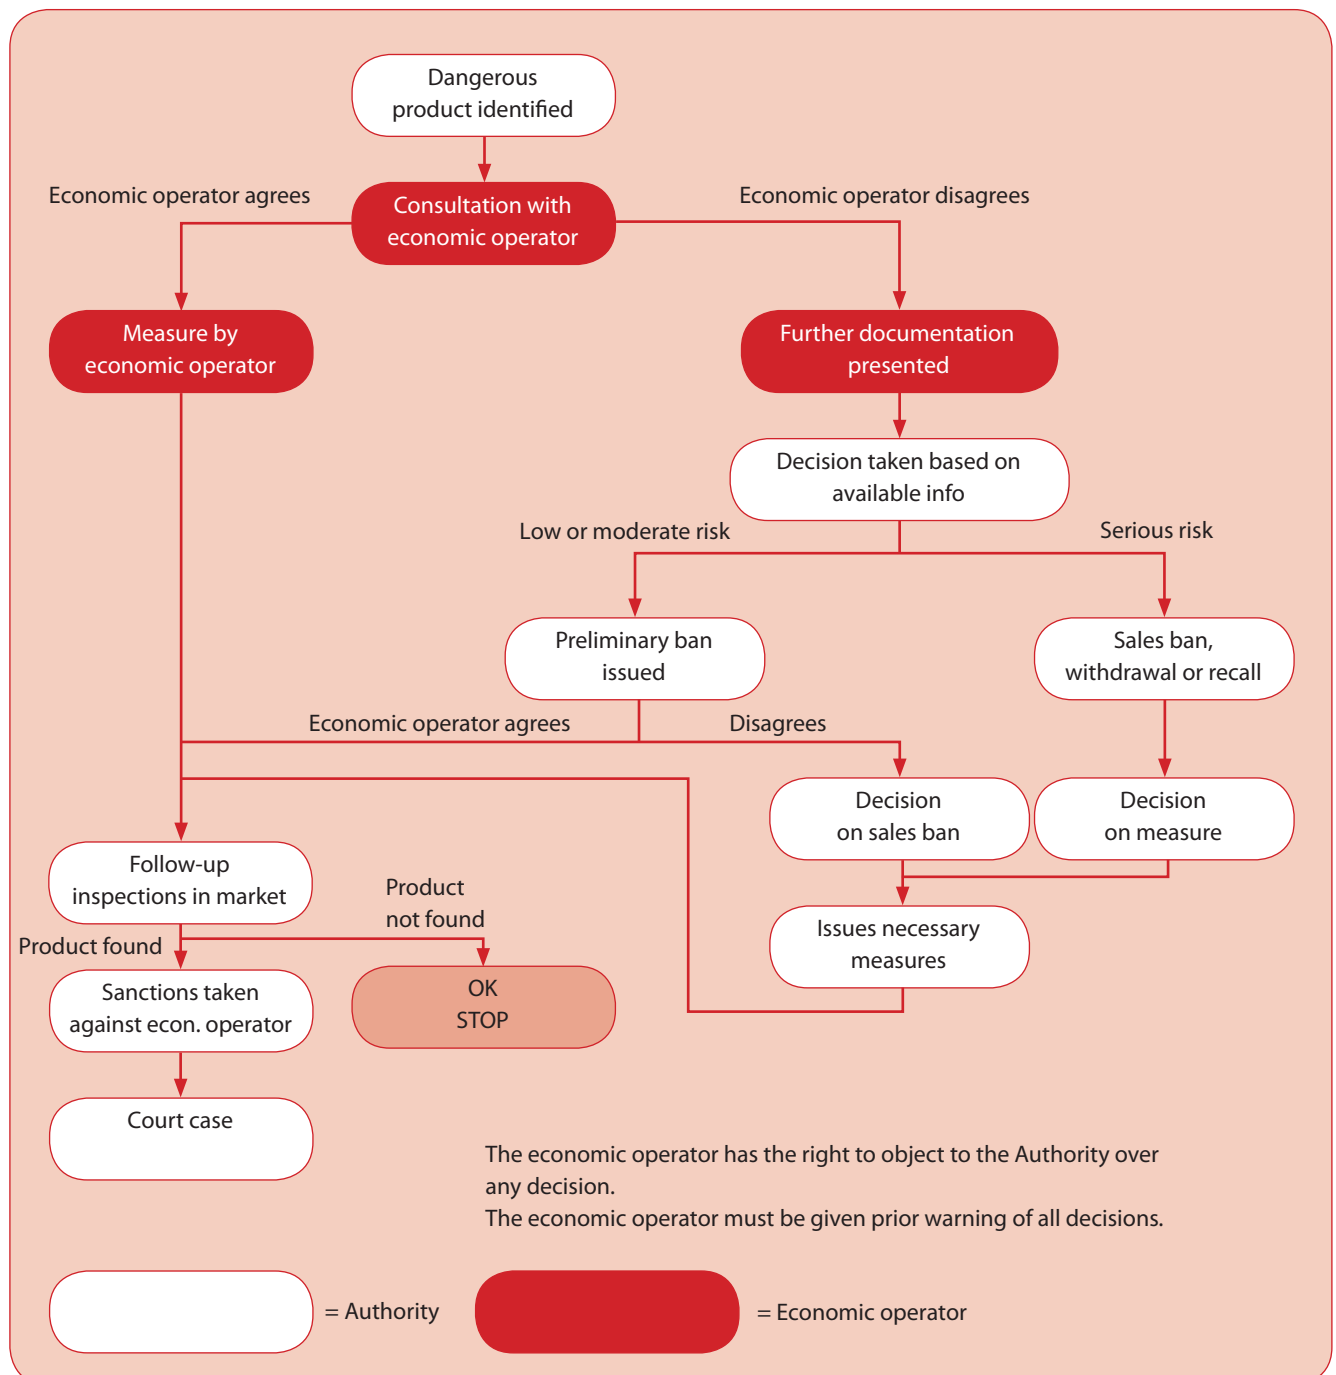 Dangerous
product identified
Economic operator agrees
Consultation with
economic operator
Economic operator disagrees
Measure by
economic operator
Further documentation
presented
Decision taken based on
available info
Low or moderate risk
Serious risk
Preliminary ban
issued
Sales ban,
withdrawal or recall
Economic operator agrees
Disagrees
Decision
on sales ban
Decision
on measure
Follow-up
inspections in market
Product
not found
Product found
Issues necessary
measures
Sanctions taken
against econ. operator
OK
STOP
Court case
The economic operator has the right to object to the Authority over
any decision.
The economic operator must be given prior warning of all decisions.
= Authority
= Economic operator